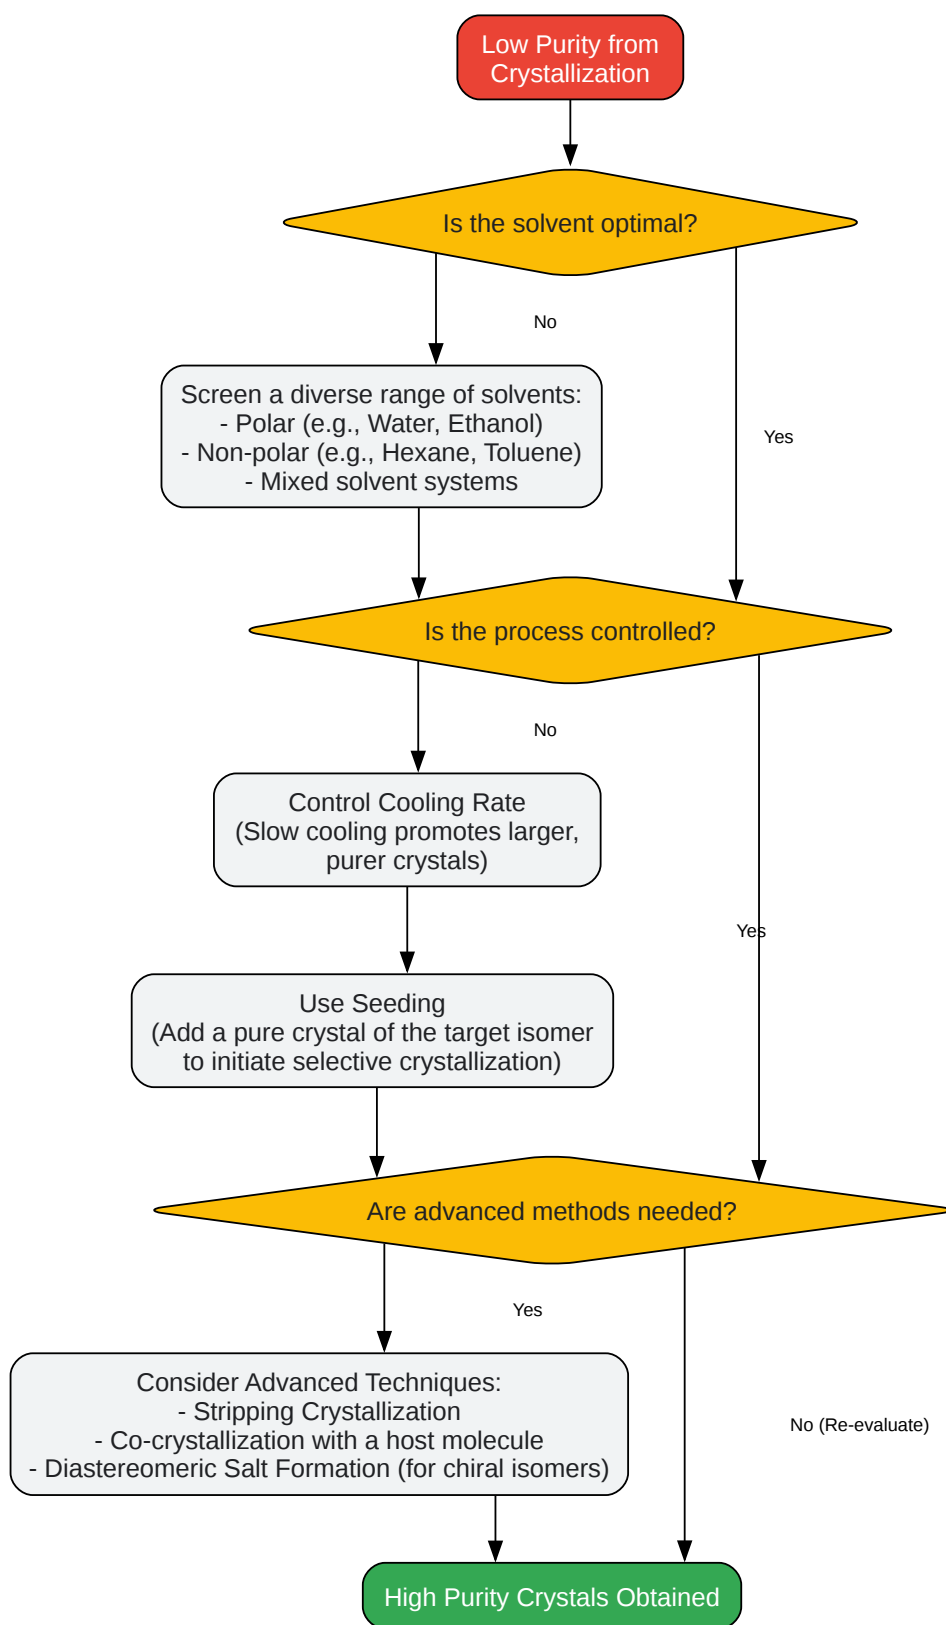 Low Purity from
Crystallization
Is the solvent optimal?
No
Screen a diverse range of solvents:
- Polar (e.g., Water, Ethanol)
- Non-polar (e.g., Hexane, Toluene)
- Mixed solvent systems
Yes
Is the process controlled?
No
Control Cooling Rate
(Slow cooling promotes larger,
purer crystals)
Yes
Use Seeding
(Add a pure crystal of the target isomer
to initiate selective crystallization)
Are advanced methods needed?
Yes
Consider Advanced Techniques:
- Stripping Crystallization
- Co-crystallization with a host molecule
- Diastereomeric Salt Formation (for chiral isomers)
No (Re-evaluate)
High Purity Crystals Obtained